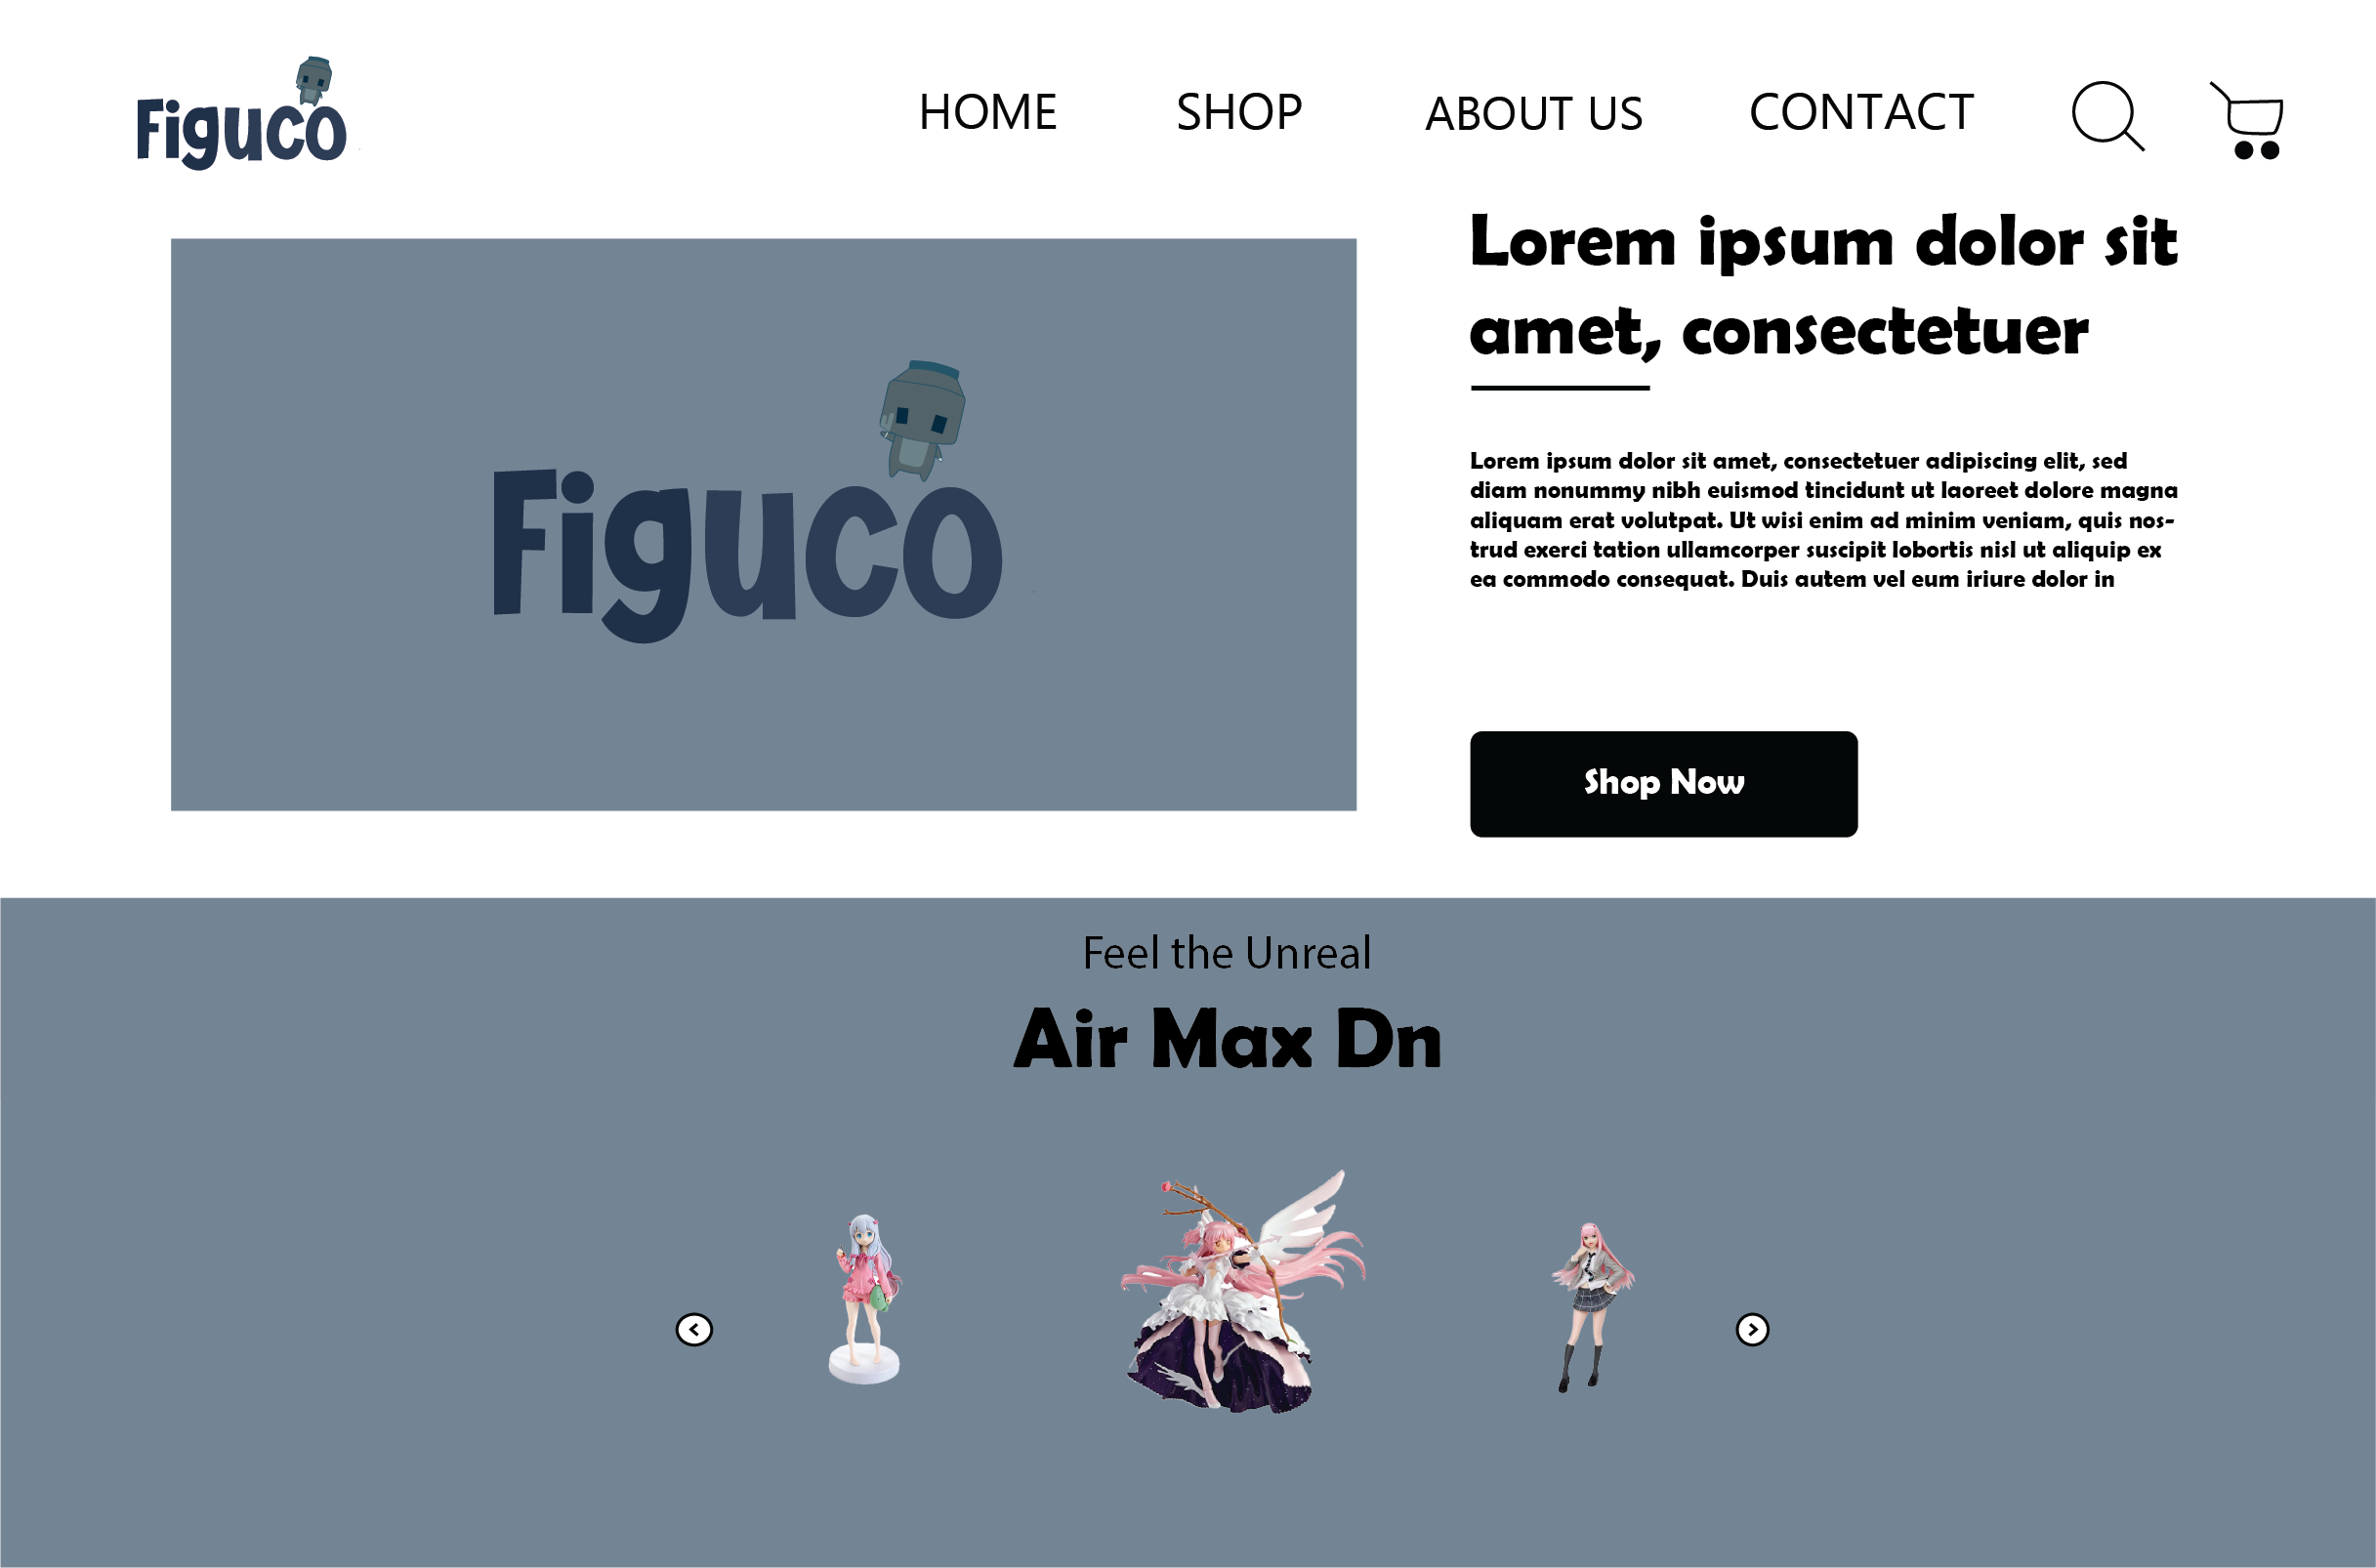 Figuco
HOME
SHOP
ABOUT US
CONTACT
Lorem ipsum dolor sit
amet, consectetuer
Figuco
Lorem ipsum dolor sit amet, consectetuer adipiscing elit, sed
diam nonummy nibh euismod tincidunt ut laoreet dolore magna
aliquam erat volutpat. Ut wisi enim ad minim veniam, quis nos-
trud exerci tation ullamcorper suscipit lobortis nisl ut aliquip ex
ea commodo consequat. Duis autem vel eum iriure dolor in
Shop Now
Feel the Unreal
Air Max Dn